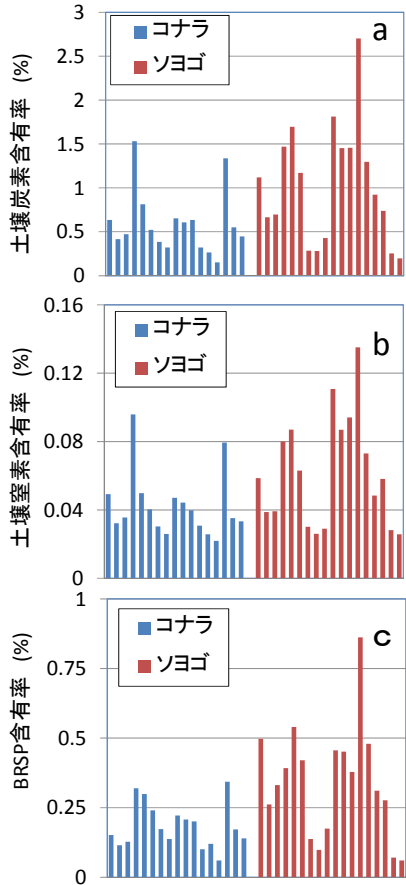 土壌炭素含有率 (%)
3
2.5
2
1.5
1
0.5
0
コナラ
ソヨゴ
a
土壌窒素含有率 (%)
0.16
0.12
0.08
0.04
0
コナラ
ソヨゴ
b
BRSP含有率 (%)
1
0.75
0.5
0.25
0
コナラ
ソヨゴ
c